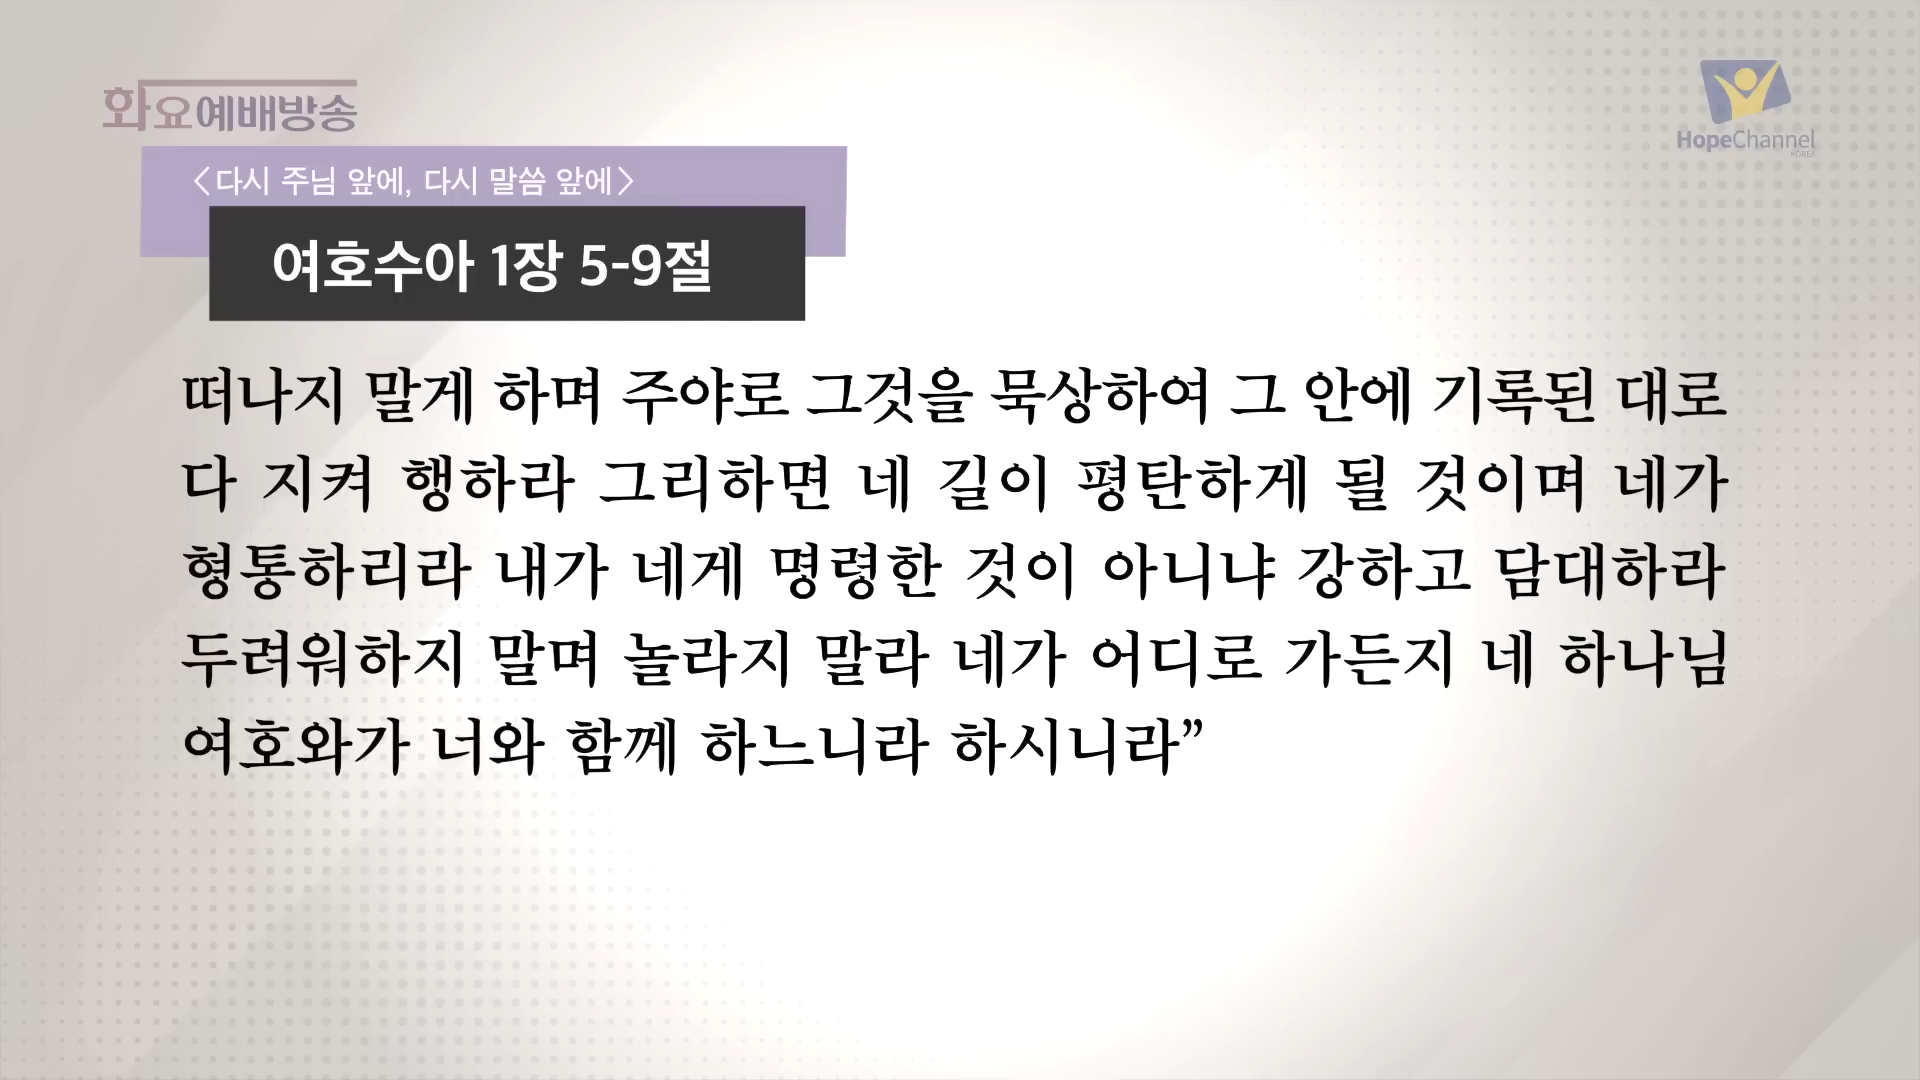 화요예배방송
HopeChannel
KOREA
<다시 주님 앞에, 다시 말씀 앞에>
여호수아 1장 5-9절
떠나지 말게 하며 주야로 그것을 묵상하여 그 안에 기록된 대로
다 지켜 행하라 그리하면 네 길이 평탄하게 될 것이며 네가
형통하리라 내가 네게 명령한 것이 아니냐 강하고 담대하라
두려워하지 말며 놀라지 말라 네가 어디로 가든지 네 하나님
여호와가 너와 함께 하느니라 하시니라”